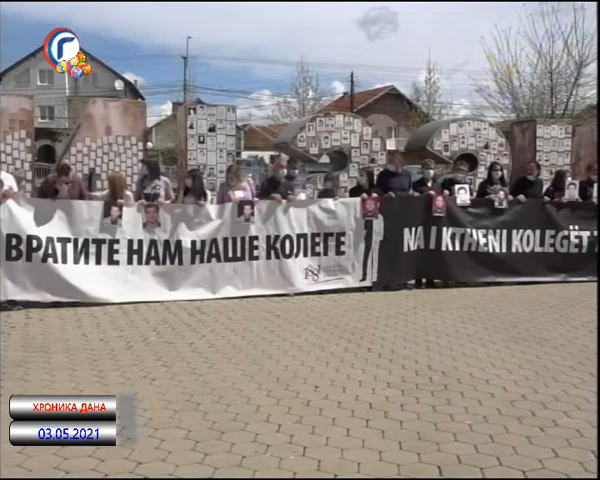 Г
ВРАТИТЕ НАМ НАШЕ КОЛЕГЕ
NA I KTHENI KOLEGËT
ХРОНИКА ДАНА
03.05.2021